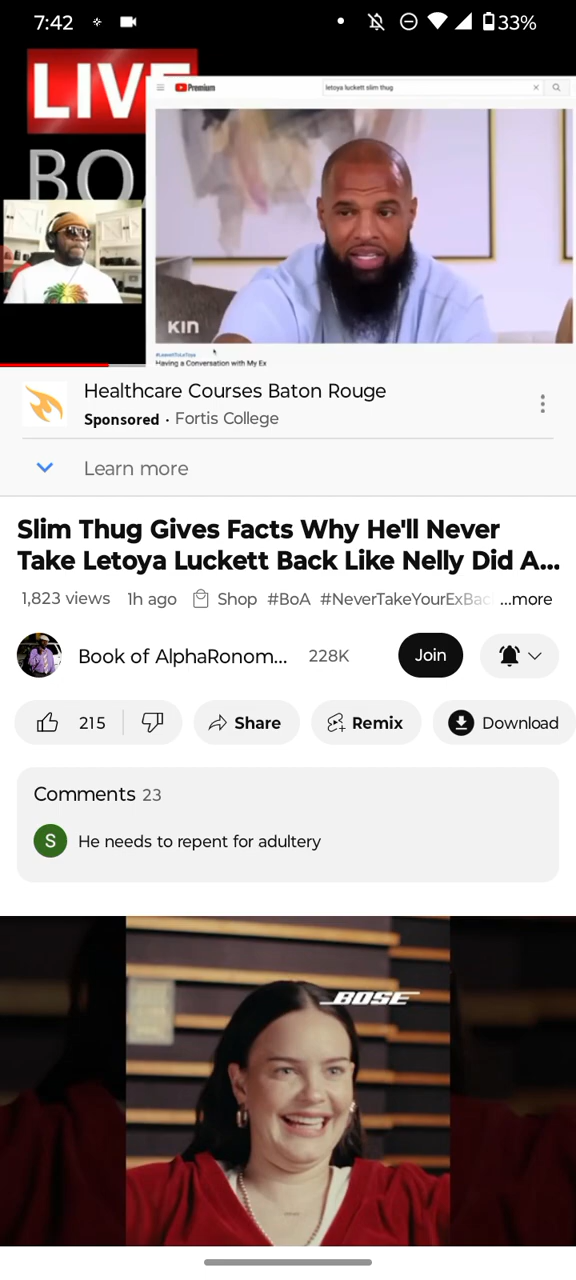 7:42
33%
LIVE
Premium
letoya luckett slim thug
BO
KIN
#LoveletToLeToya
Having a Conversation with My Ex
Healthcare Courses Baton Rouge
Sponsored · Fortis College
Learn more
Slim Thug Gives Facts Why He'll Never
Take Letoya Luckett Back Like Nelly Did A...
1,823 views 1h ago Shop #BoA #NeverTakeYourExBac ...more
Book of AlphaRonom... 228K Join
215 Share Remix Download
Comments 23
S He needs to repent for adultery
BOSE